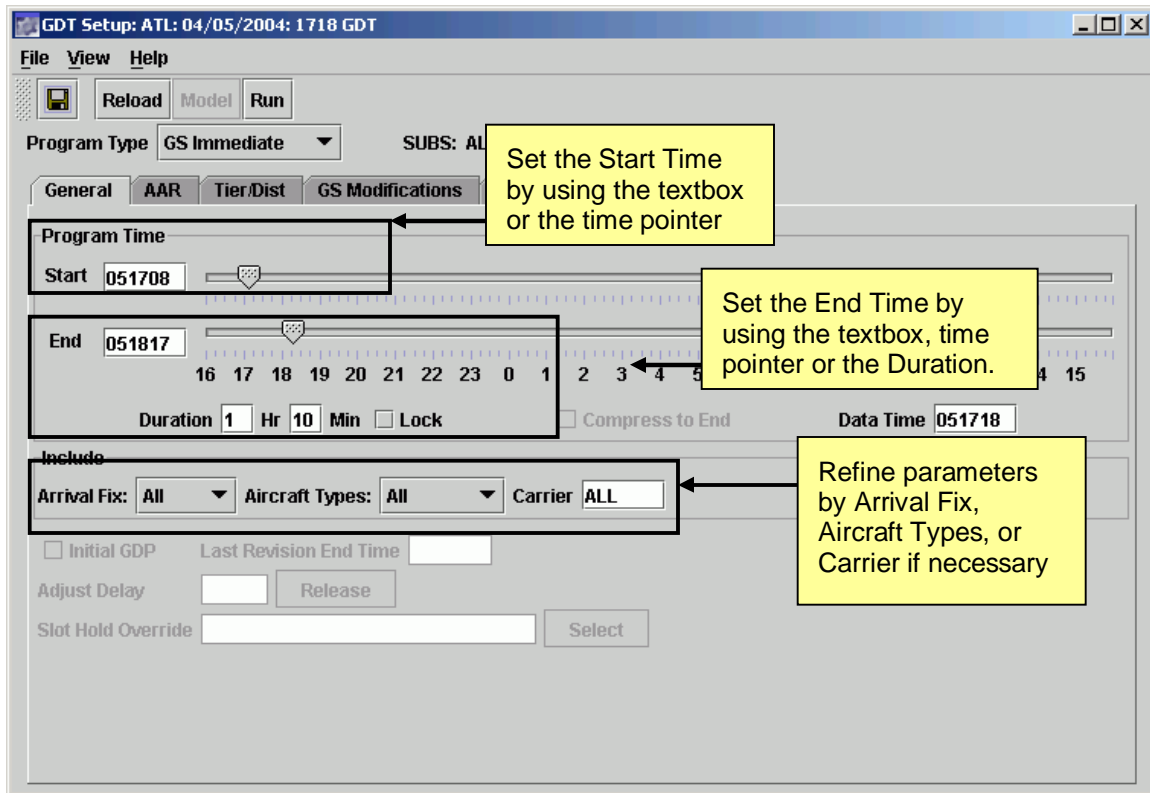 GDT Setup: ATL: 04/05/2004: 1718 GDT
File View Help
Reload Model Run
Program Type GS Immediate SUBS:
General AAR Tier/Dist GS Modifications
Set the Start Time
by using the textbox
or the time pointer
Program Time
Start 051708
End 051817
16 17 18 19 20 21 22 23 0 1 2 3 4 15
Set the End Time by
using the textbox, time
pointer or the Duration.
Duration 1 Hr 10 Min Lock Compress to End Data Time 051718
Include
Arrival Fix: All Aircraft Types: All Carrier ALL
Refine parameters
by Arrival Fix,
Aircraft Types, or
Carrier if necessary
Initial GDP Last Revision End Time
Adjust Delay Release
Slot Hold Override Select